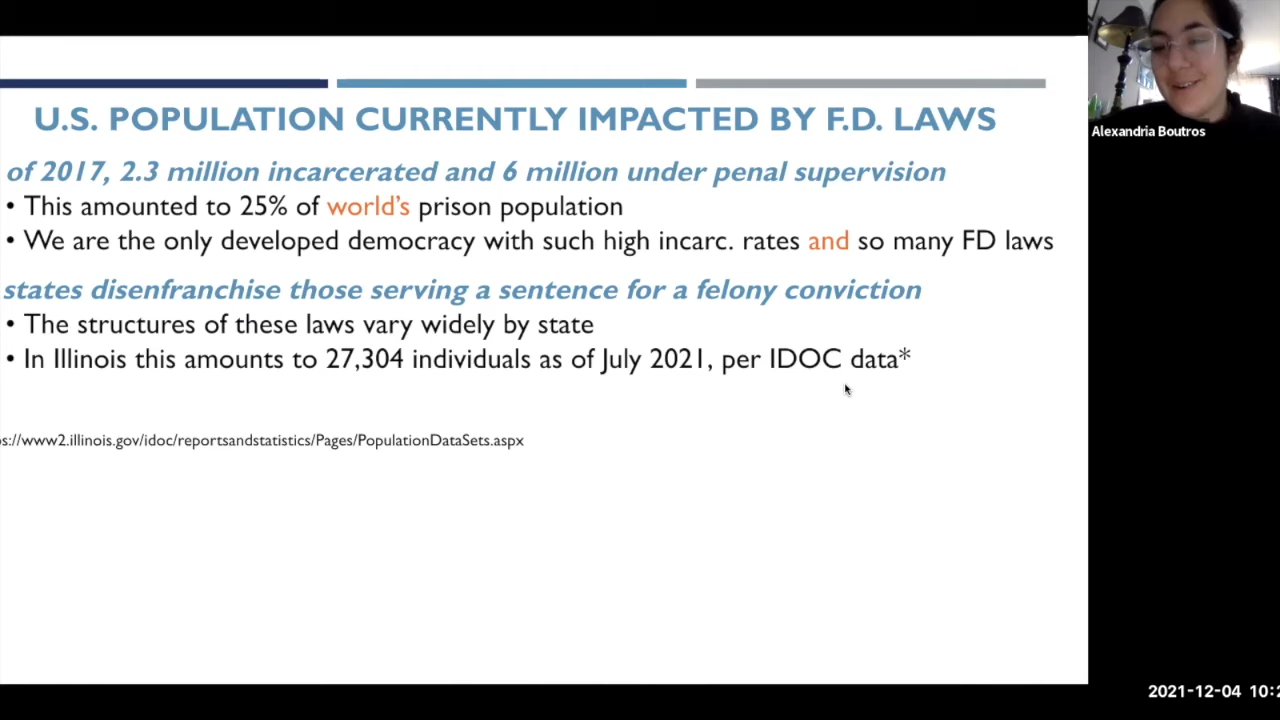 U.S. POPULATION CURRENTLY IMPACTED BY F.D. LAWS
of 2017, 2.3 million incarcerated and 6 million under penal supervision
• This amounted to 25% of world's prison population
• We are the only developed democracy with such high incarc. rates and so many FD laws
states disenfranchise those serving a sentence for a felony conviction
• The structures of these laws vary widely by state
• In Illinois this amounts to 27,304 individuals as of July 2021, per IDOC data*
s://www2.illinois.gov/idoc/reportsandstatistics/Pages/PopulationDataSets.aspx
Alexandria Boutros
2021-12-04 10:2